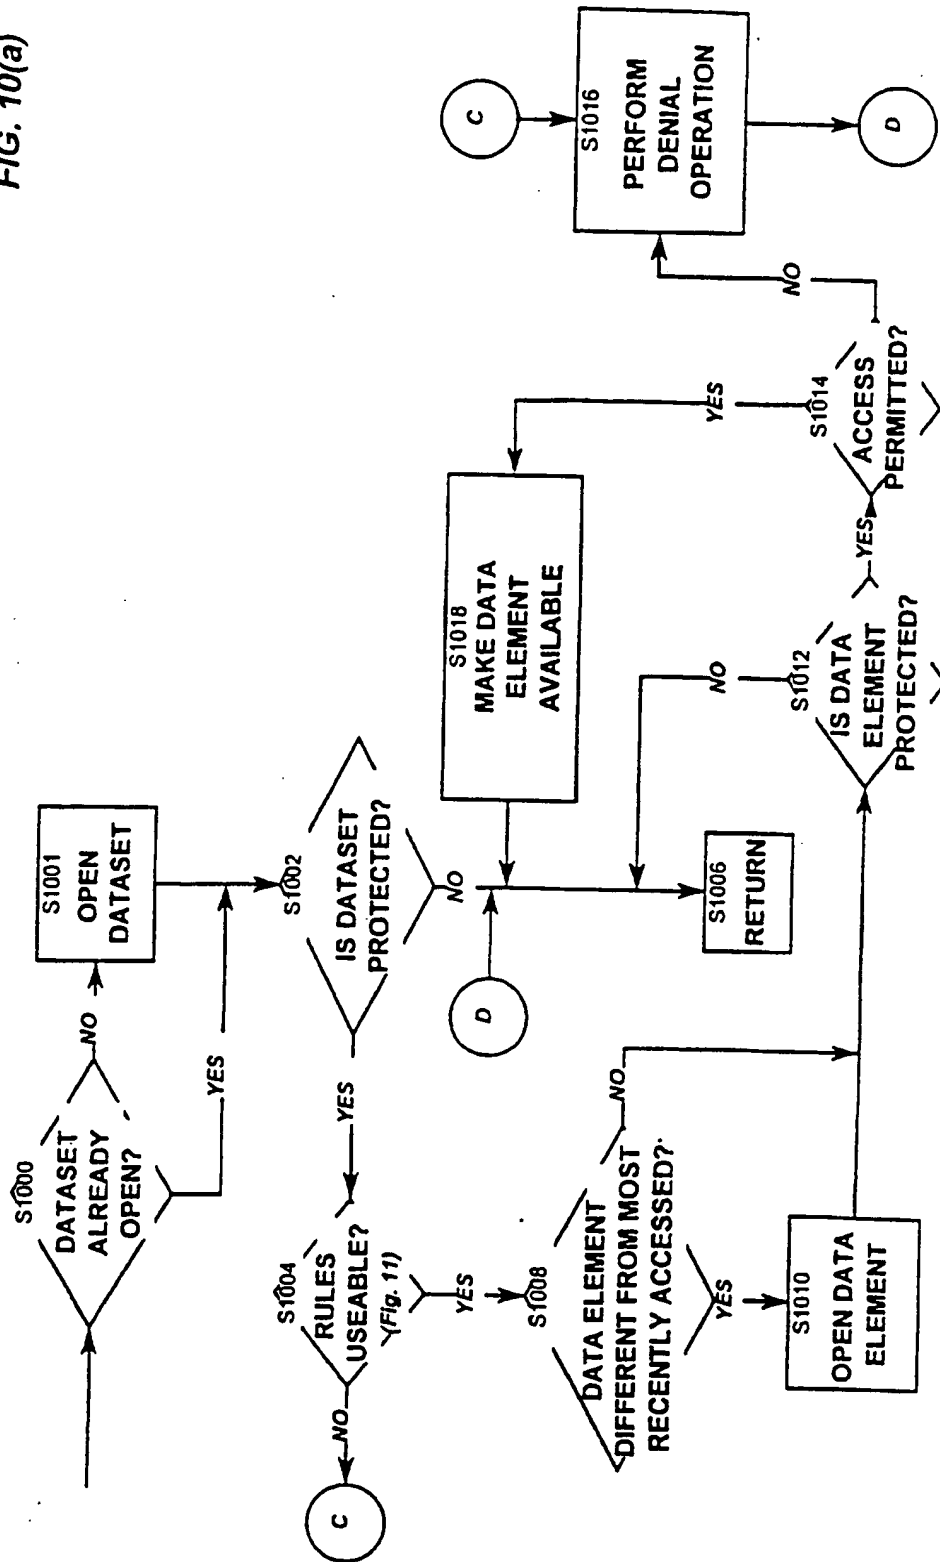 FIG. 10(a)
S1000
DATASET
ALREADY
OPEN?
NO
YES
S1001
OPEN
DATASET
S1002
IS DATASET
PROTECTED?
YES
NO
S1004
RULES
USEABLE?
(Fig. 11)
NO
C
YES
S1008
DATA ELEMENT
DIFFERENT FROM MOST
RECENTLY ACCESSED?
NO
YES
S1010
OPEN DATA
ELEMENT
D
S1006
RETURN
S1018
MAKE DATA
ELEMENT
AVAILABLE
S1012
IS DATA
ELEMENT
PROTECTED?
NO
YES
S1014
ACCESS
PERMITTED?
YES
NO
C
S1016
PERFORM
DENIAL
OPERATION
D